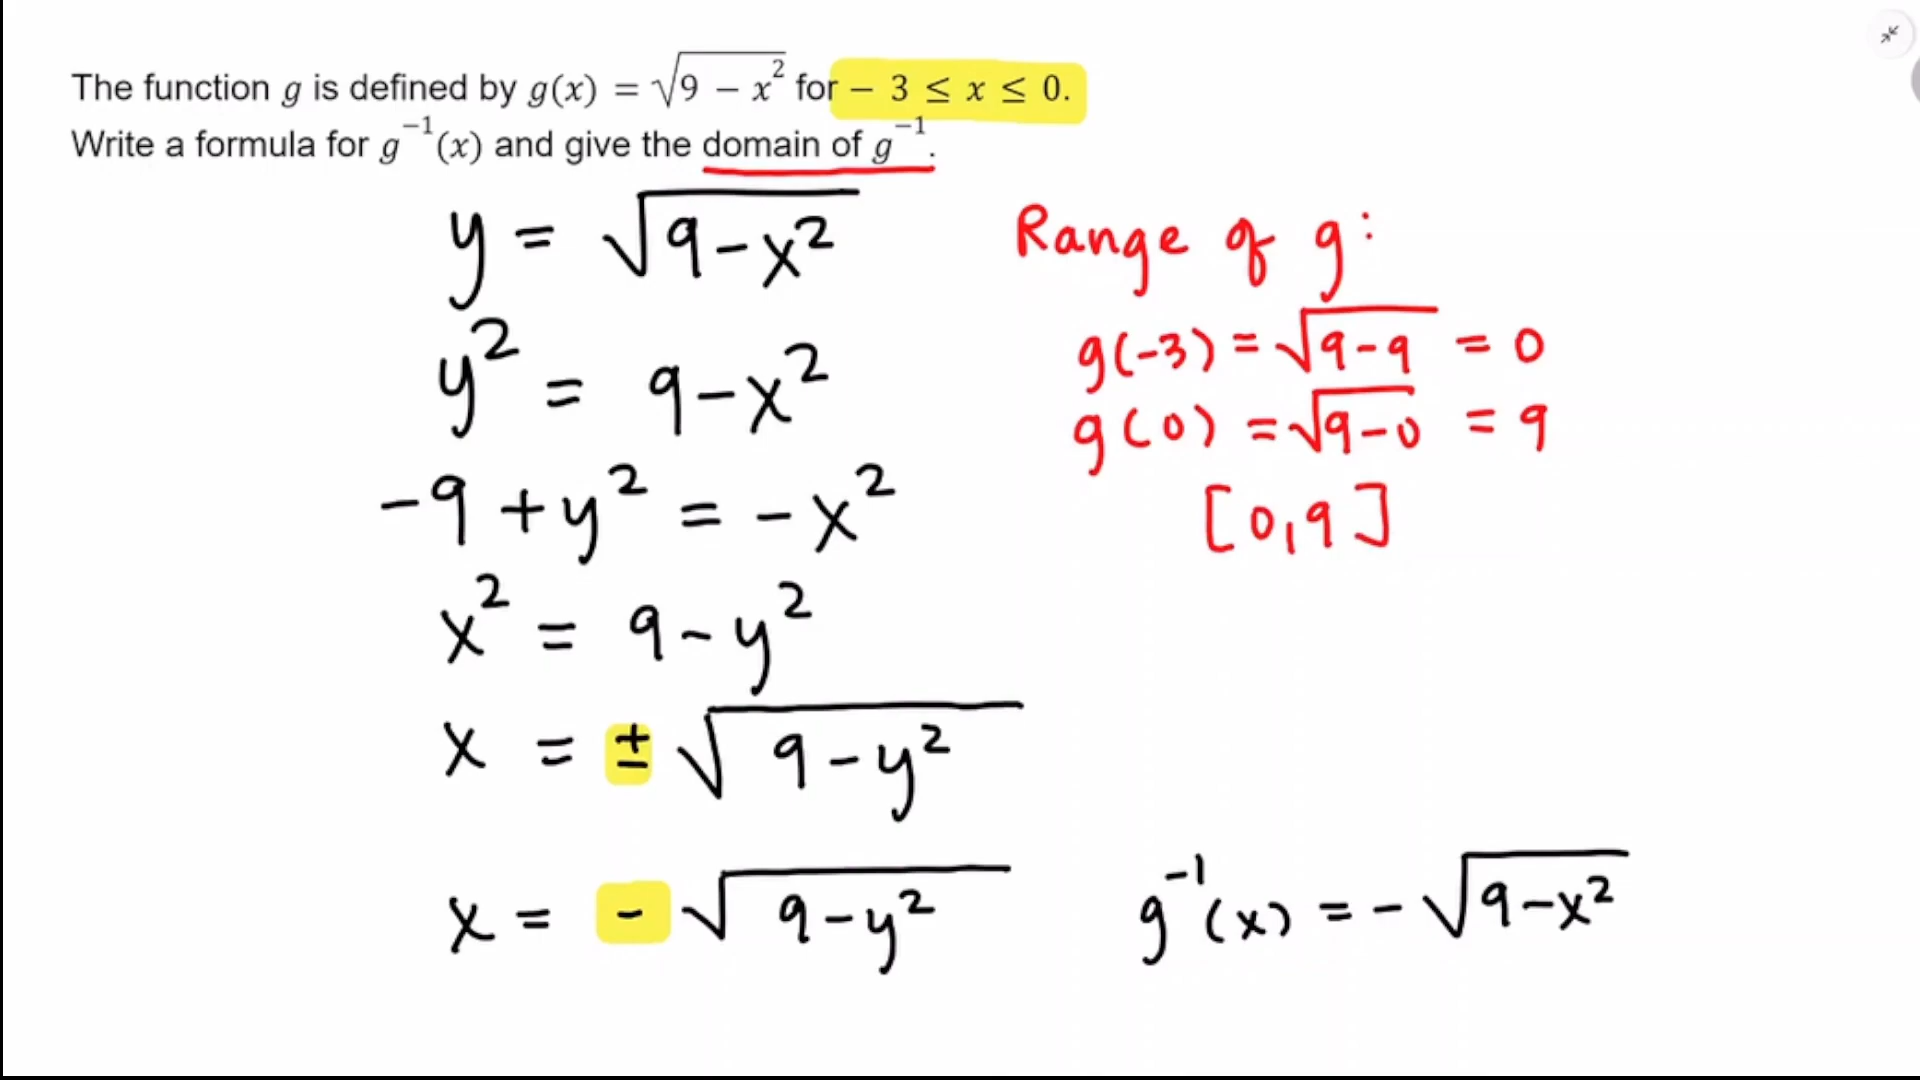 The function g is defined by g(x) = √(9 − x²) for − 3 ≤ x ≤ 0.
Write a formula for g⁻¹(x) and give the domain of g⁻¹.
y = √(9-x²)
y² = 9-x²
-9 + y² = -x²
x² = 9-y²
x = ± √(9-y²)
x = - √(9-y²)
Range of g:
g(-3) = √(9-9) = 0
g(0) = √(9-0) = 9
[0,9]
g⁻¹(x) = - √(9-x²)